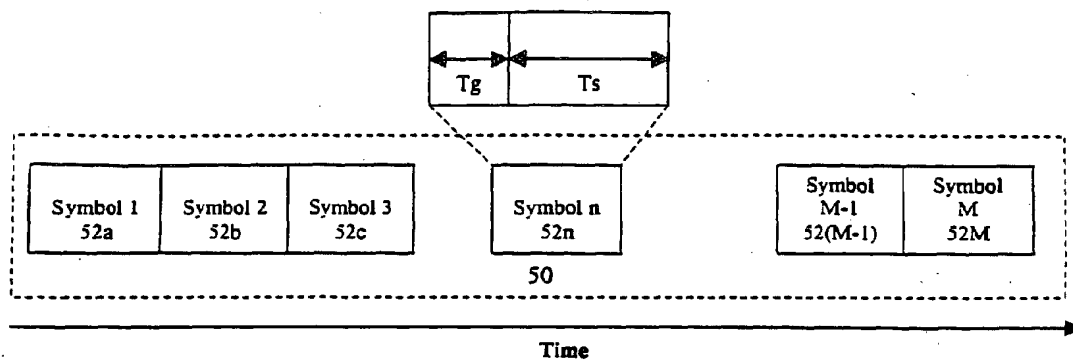 Tg
Ts
Symbol 1
52a
Symbol 2
52b
Symbol 3
52c
Symbol n
52n
Symbol
M-1
52(M-1)
Symbol
M
52M
50
Time